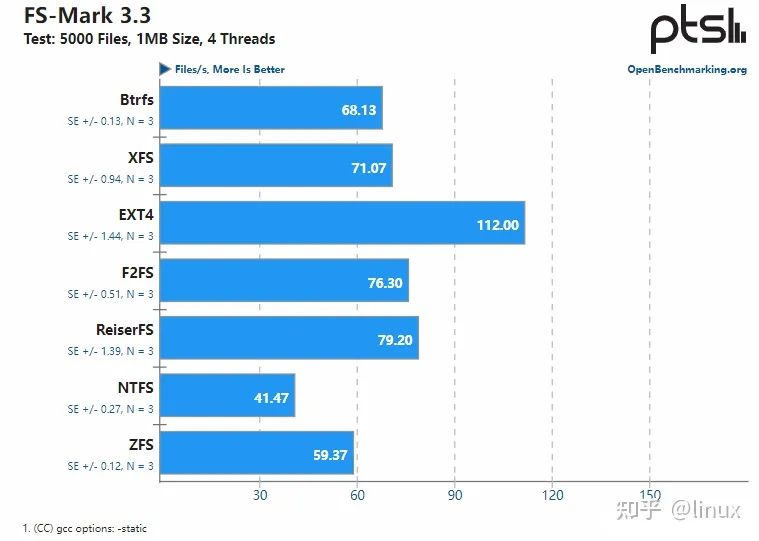 FS-Mark 3.3
Test: 5000 Files, 1MB Size, 4 Threads
ptsl
Files/s, More Is Better
OpenBenchmarking.org
Btrfs
SE +/- 0.13, N = 3
68.13
XFS
SE +/- 0.94, N = 3
71.07
EXT4
SE +/- 1.44, N = 3
112.00
F2FS
SE +/- 0.51, N = 3
76.30
ReiserFS
SE +/- 1.39, N = 3
79.20
NTFS
SE +/- 0.27, N = 3
41.47
ZFS
SE +/- 0.12, N = 3
59.37
30 60 90 120 150
知乎 @linux
1. (CC) gcc options: -static